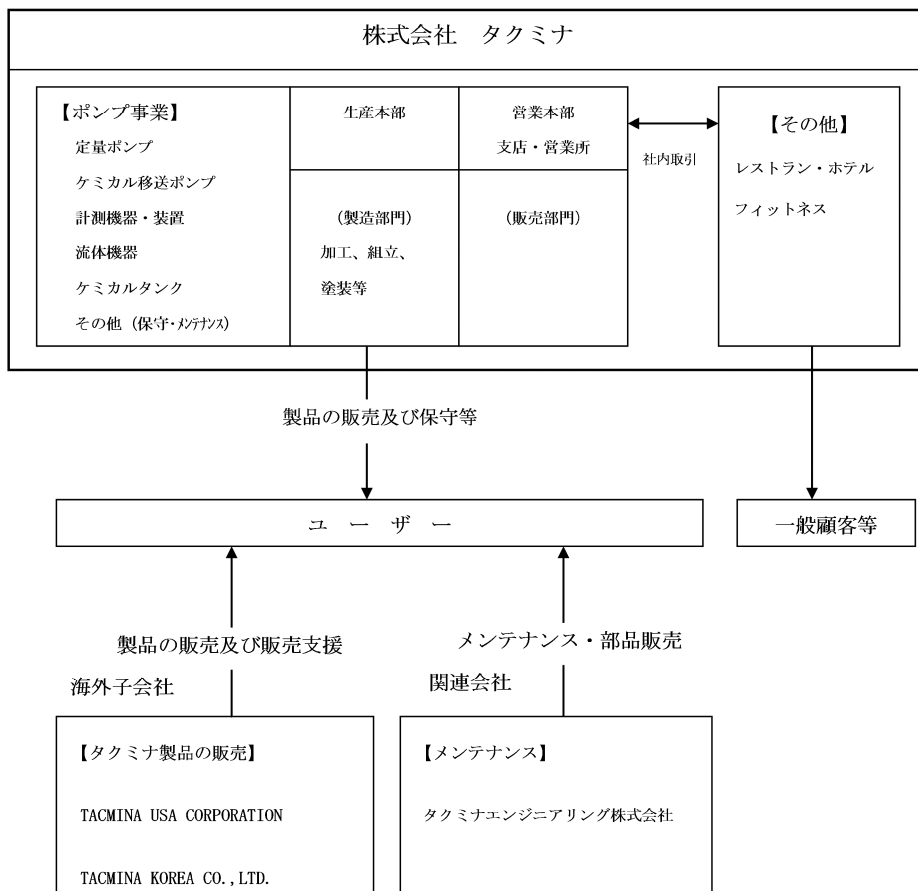 株式会社　タクミナ
【ポンプ事業】
定量ポンプ
ケミカル移送ポンプ
計測機器・装置
流体機器
ケミカルタンク
その他（保守・メンテナンス）
生産本部
（製造部門）
加工、組立、
塗装等
営業本部
支店・営業所
（販売部門）
社内取引
【その他】
レストラン・ホテル
フィットネス
製品の販売及び保守等
ユ　ー　ザ　ー
一般顧客等
製品の販売及び販売支援
海外子会社
メンテナンス・部品販売
関連会社
【タクミナ製品の販売】
TACMINA USA CORPORATION
TACMINA KOREA CO.,LTD.
【メンテナンス】
タクミナエンジニアリング株式会社